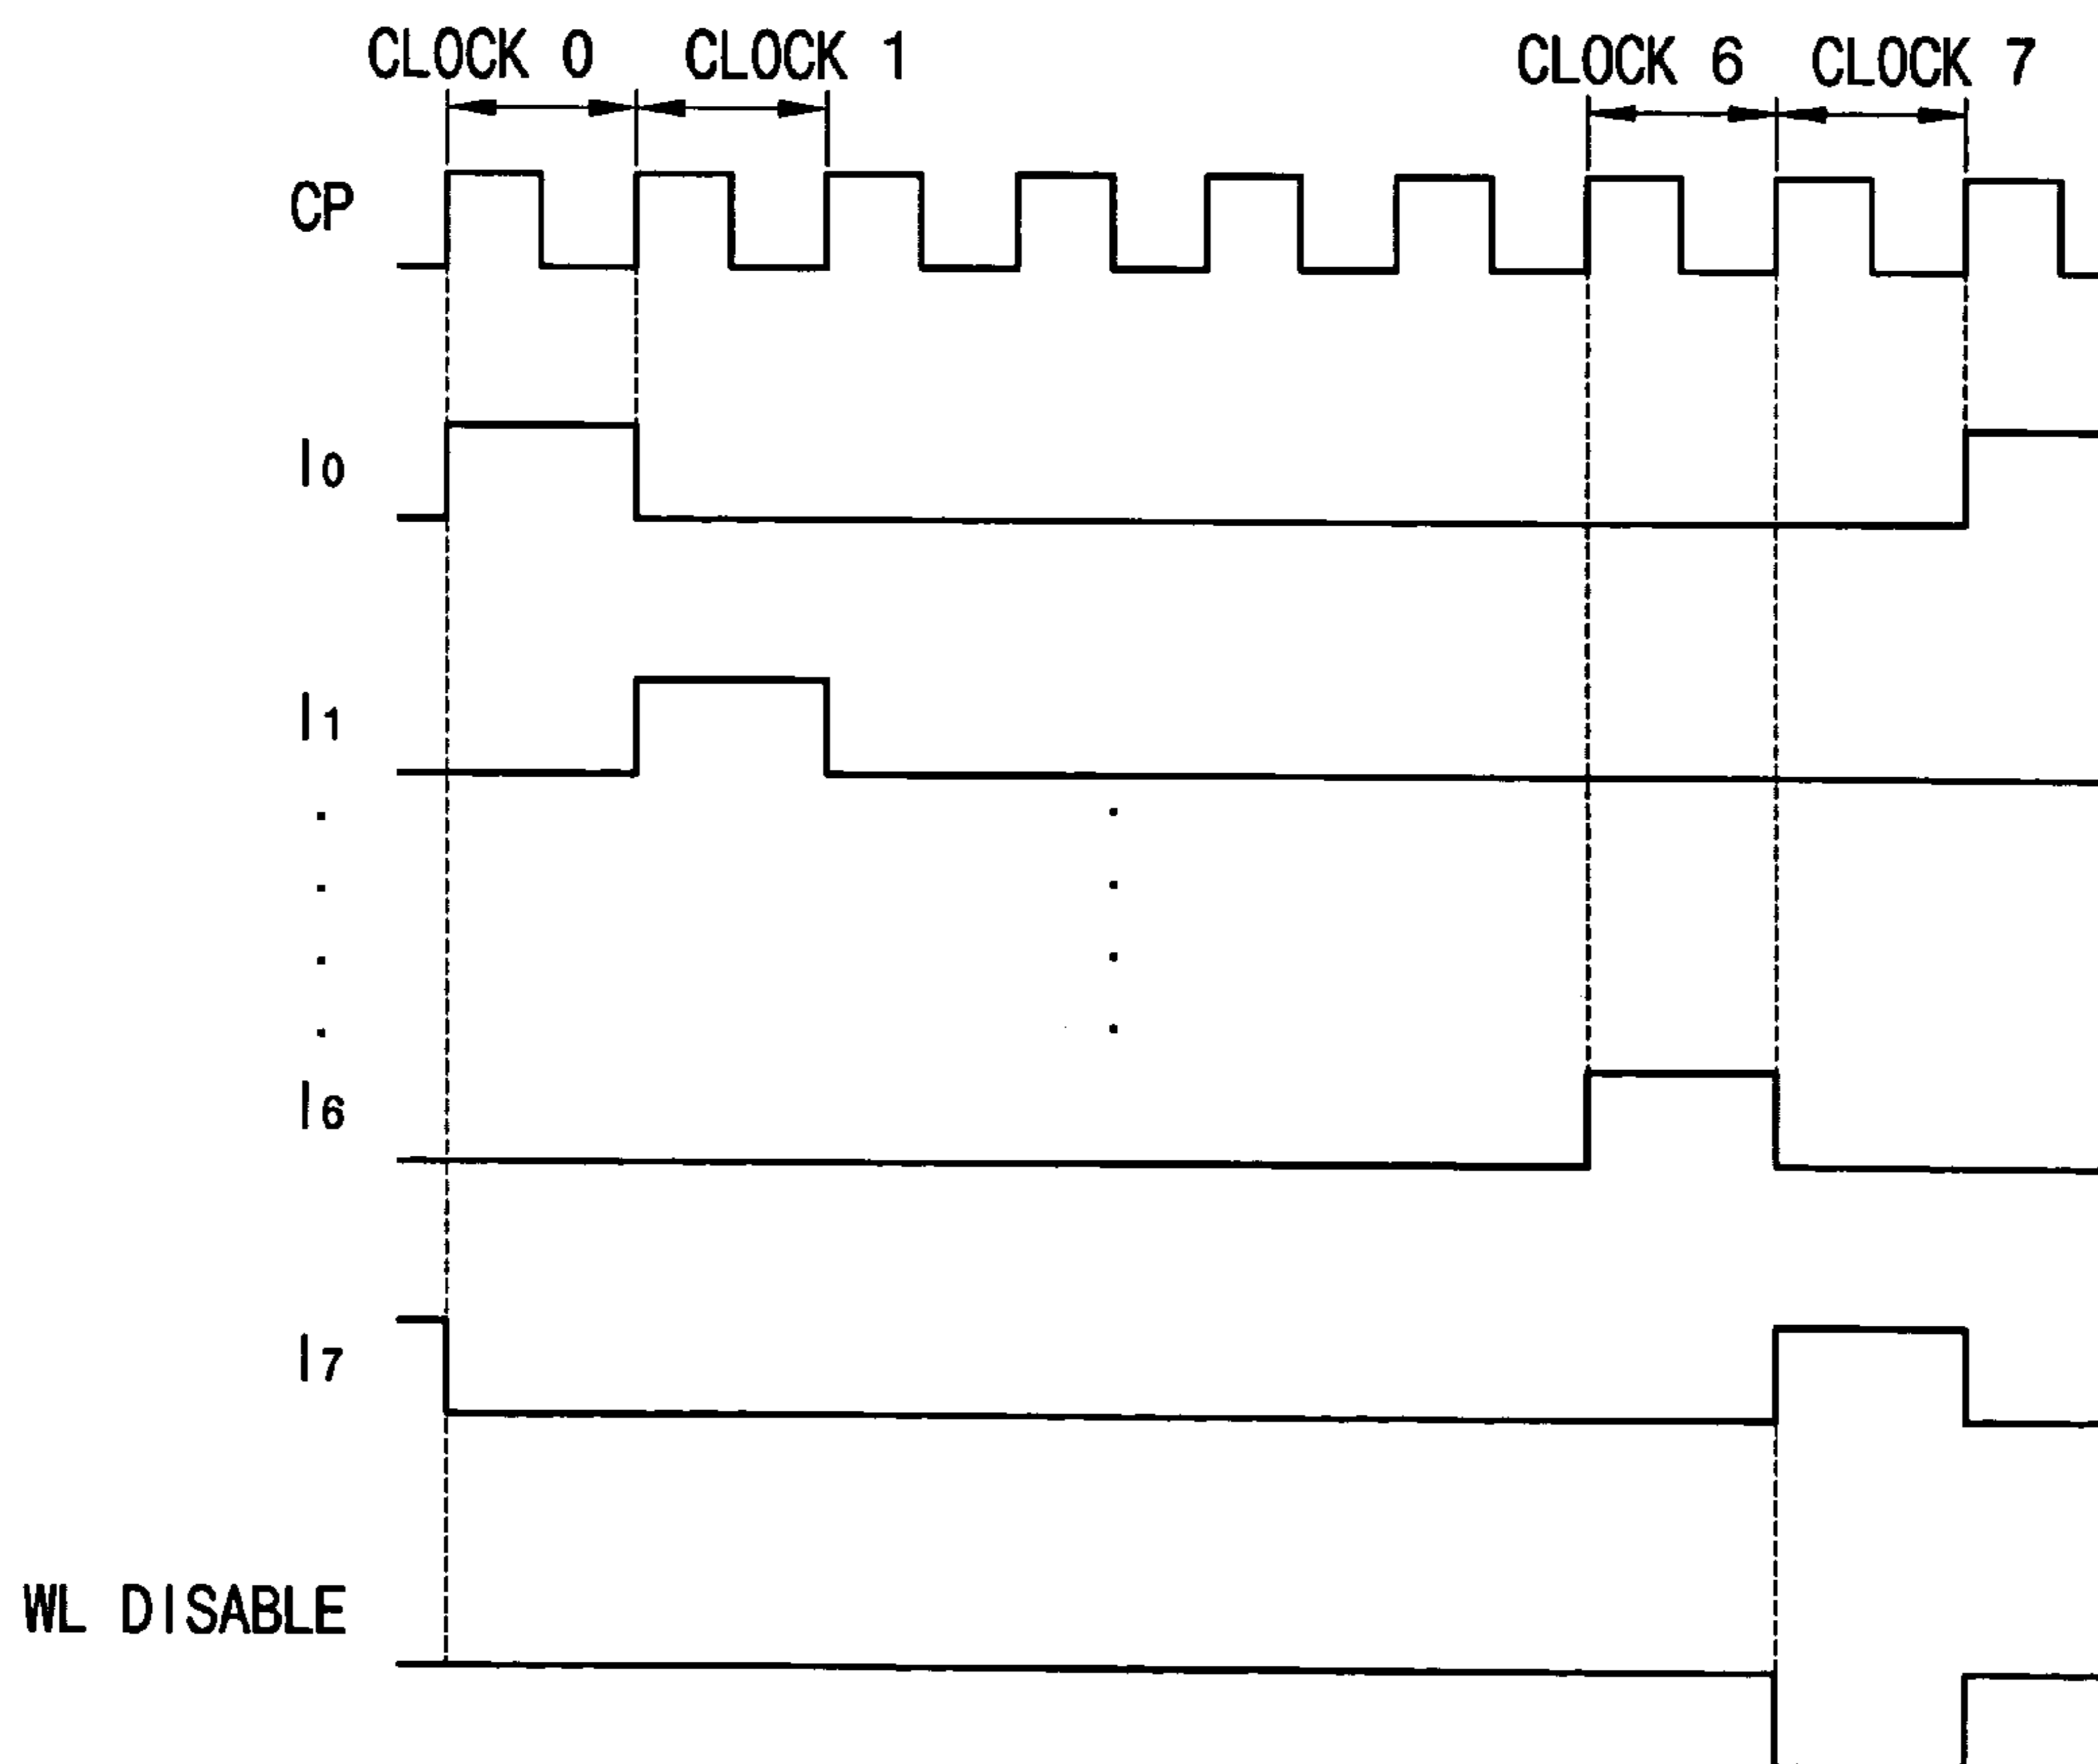 CLOCK 0 CLOCK 1 CLOCK 6 CLOCK 7
CP
I0
I1
I6
I7
WL DISABLE